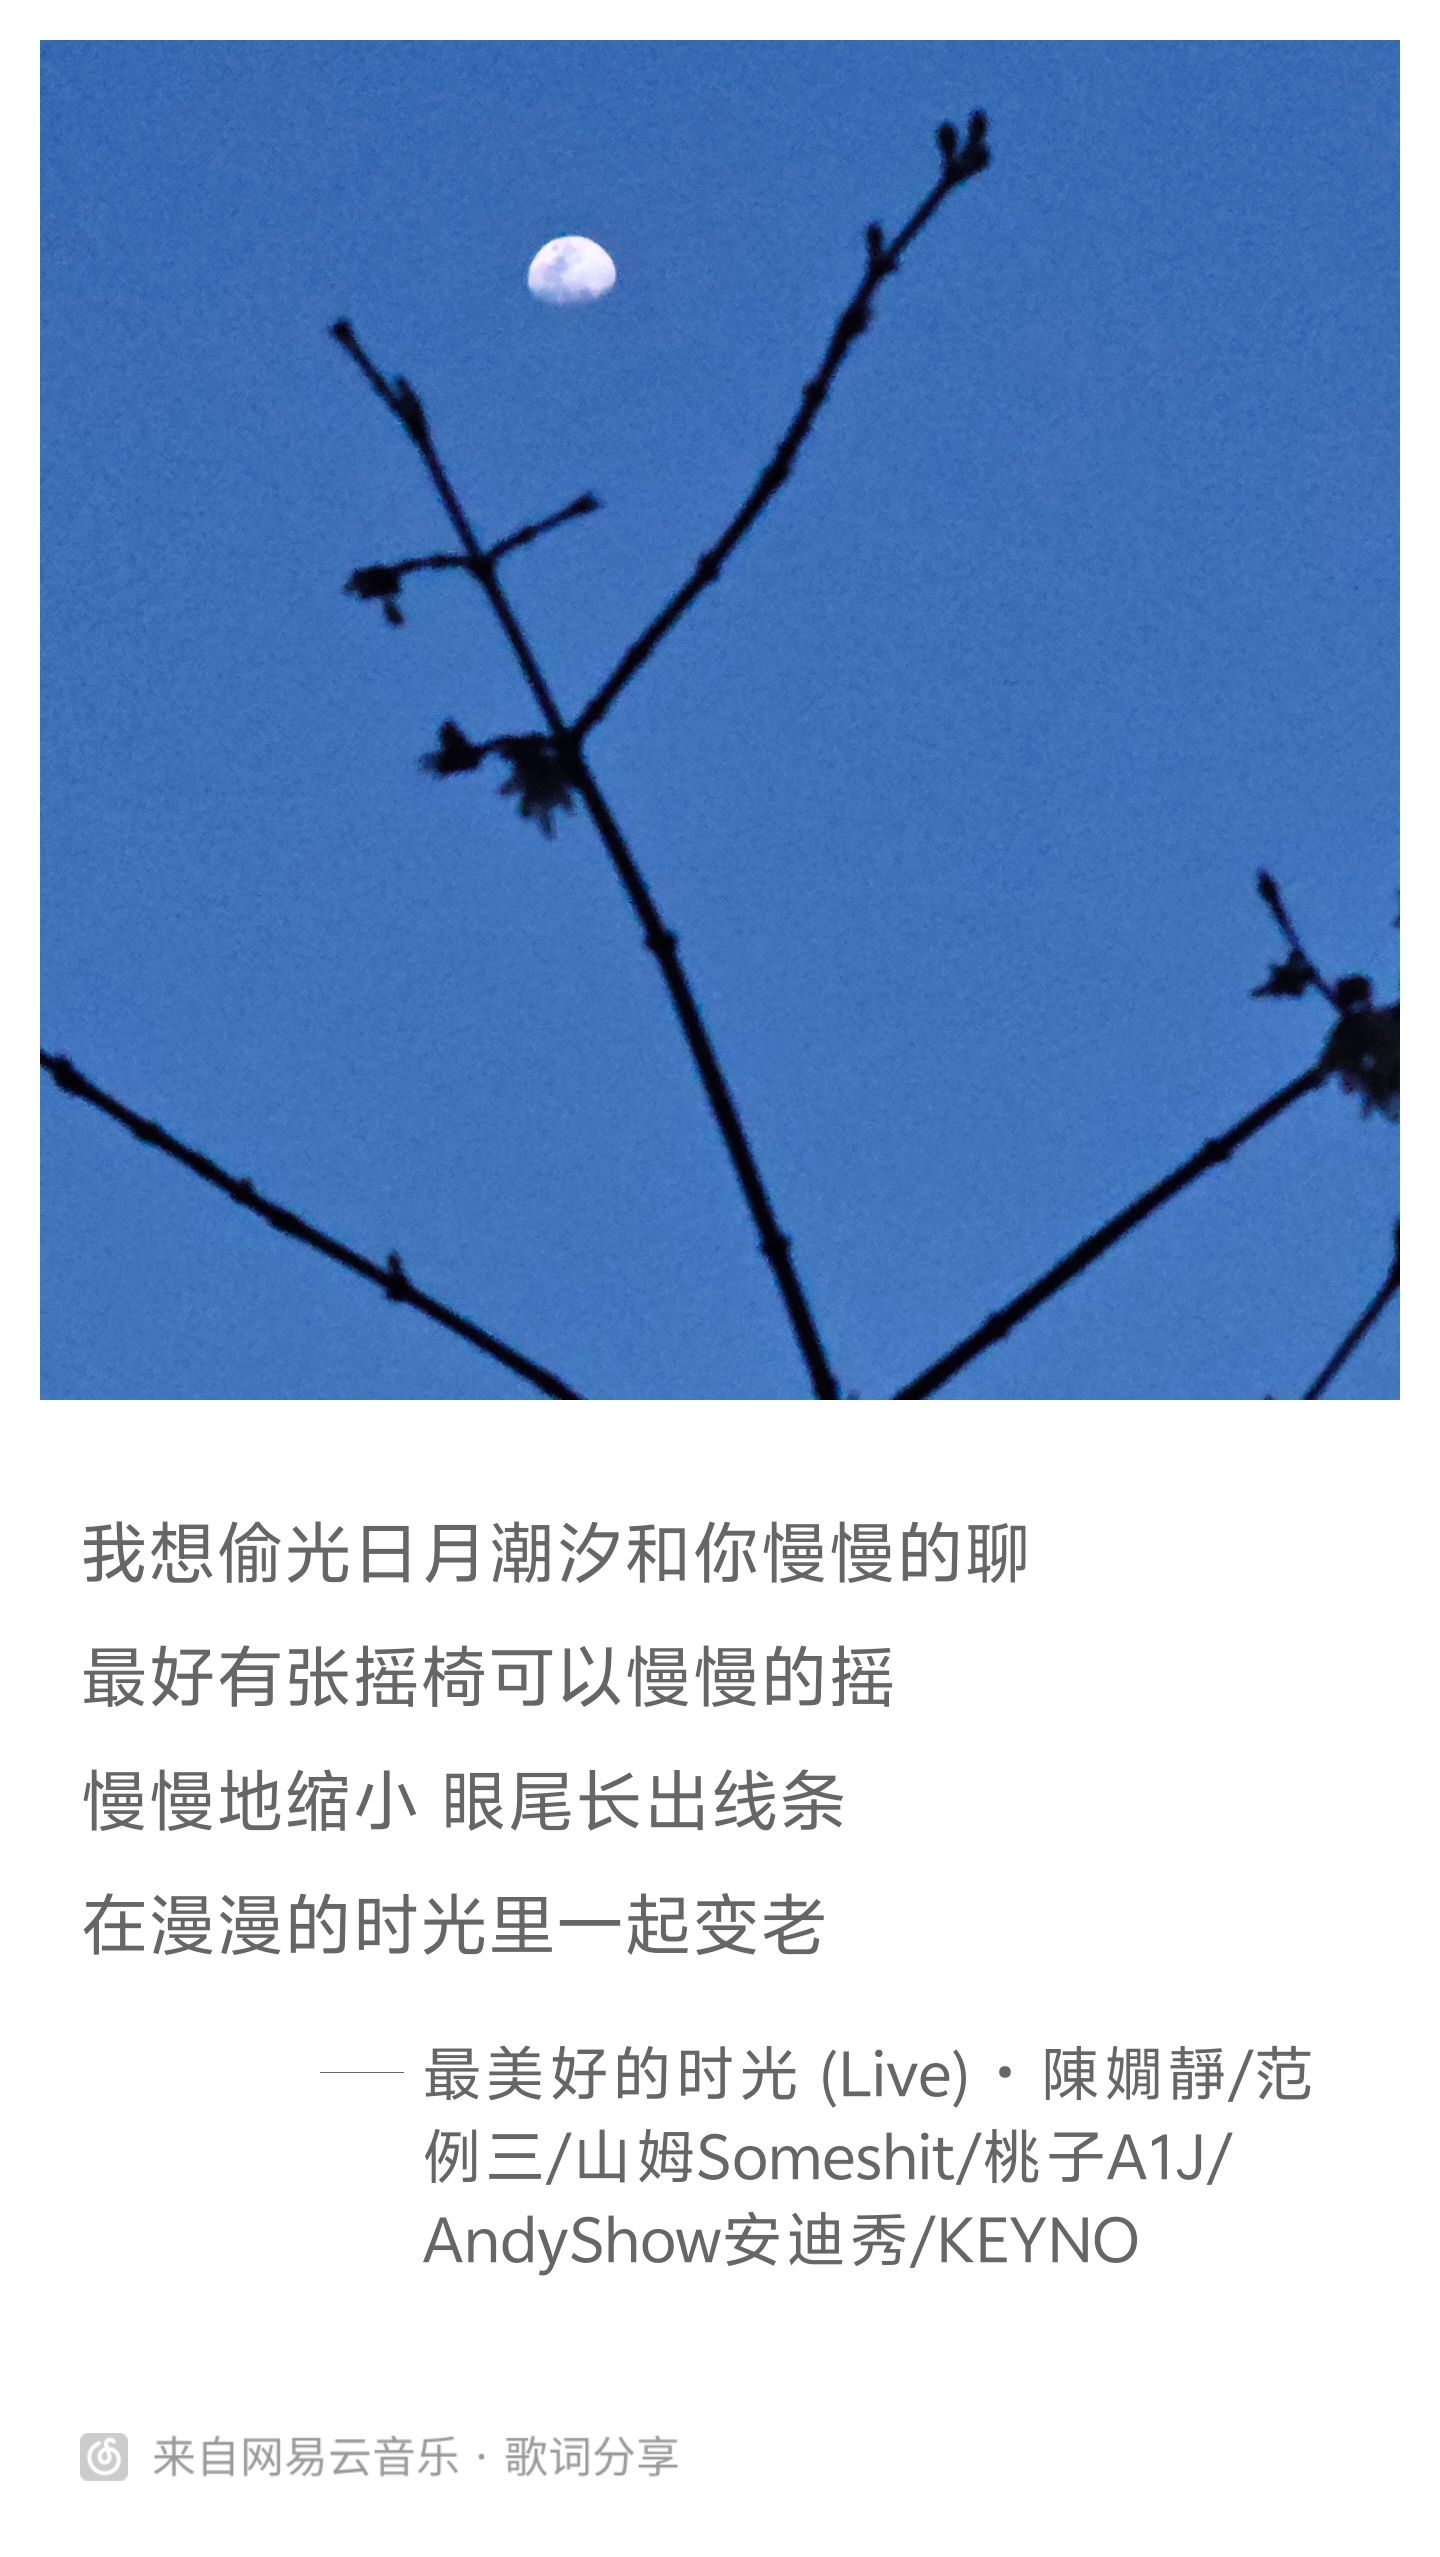 我想偷光日月潮汐和你慢慢的聊
最好有张摇椅可以慢慢的摇
慢慢地缩小 眼尾长出线条
在漫漫的时光里一起变老
——最美好的时光 (Live)·陳嫺靜/范
例三/山姆Someshit/桃子A1J/
AndyShow安迪秀/KEYNO
来自网易云音乐 · 歌词分享